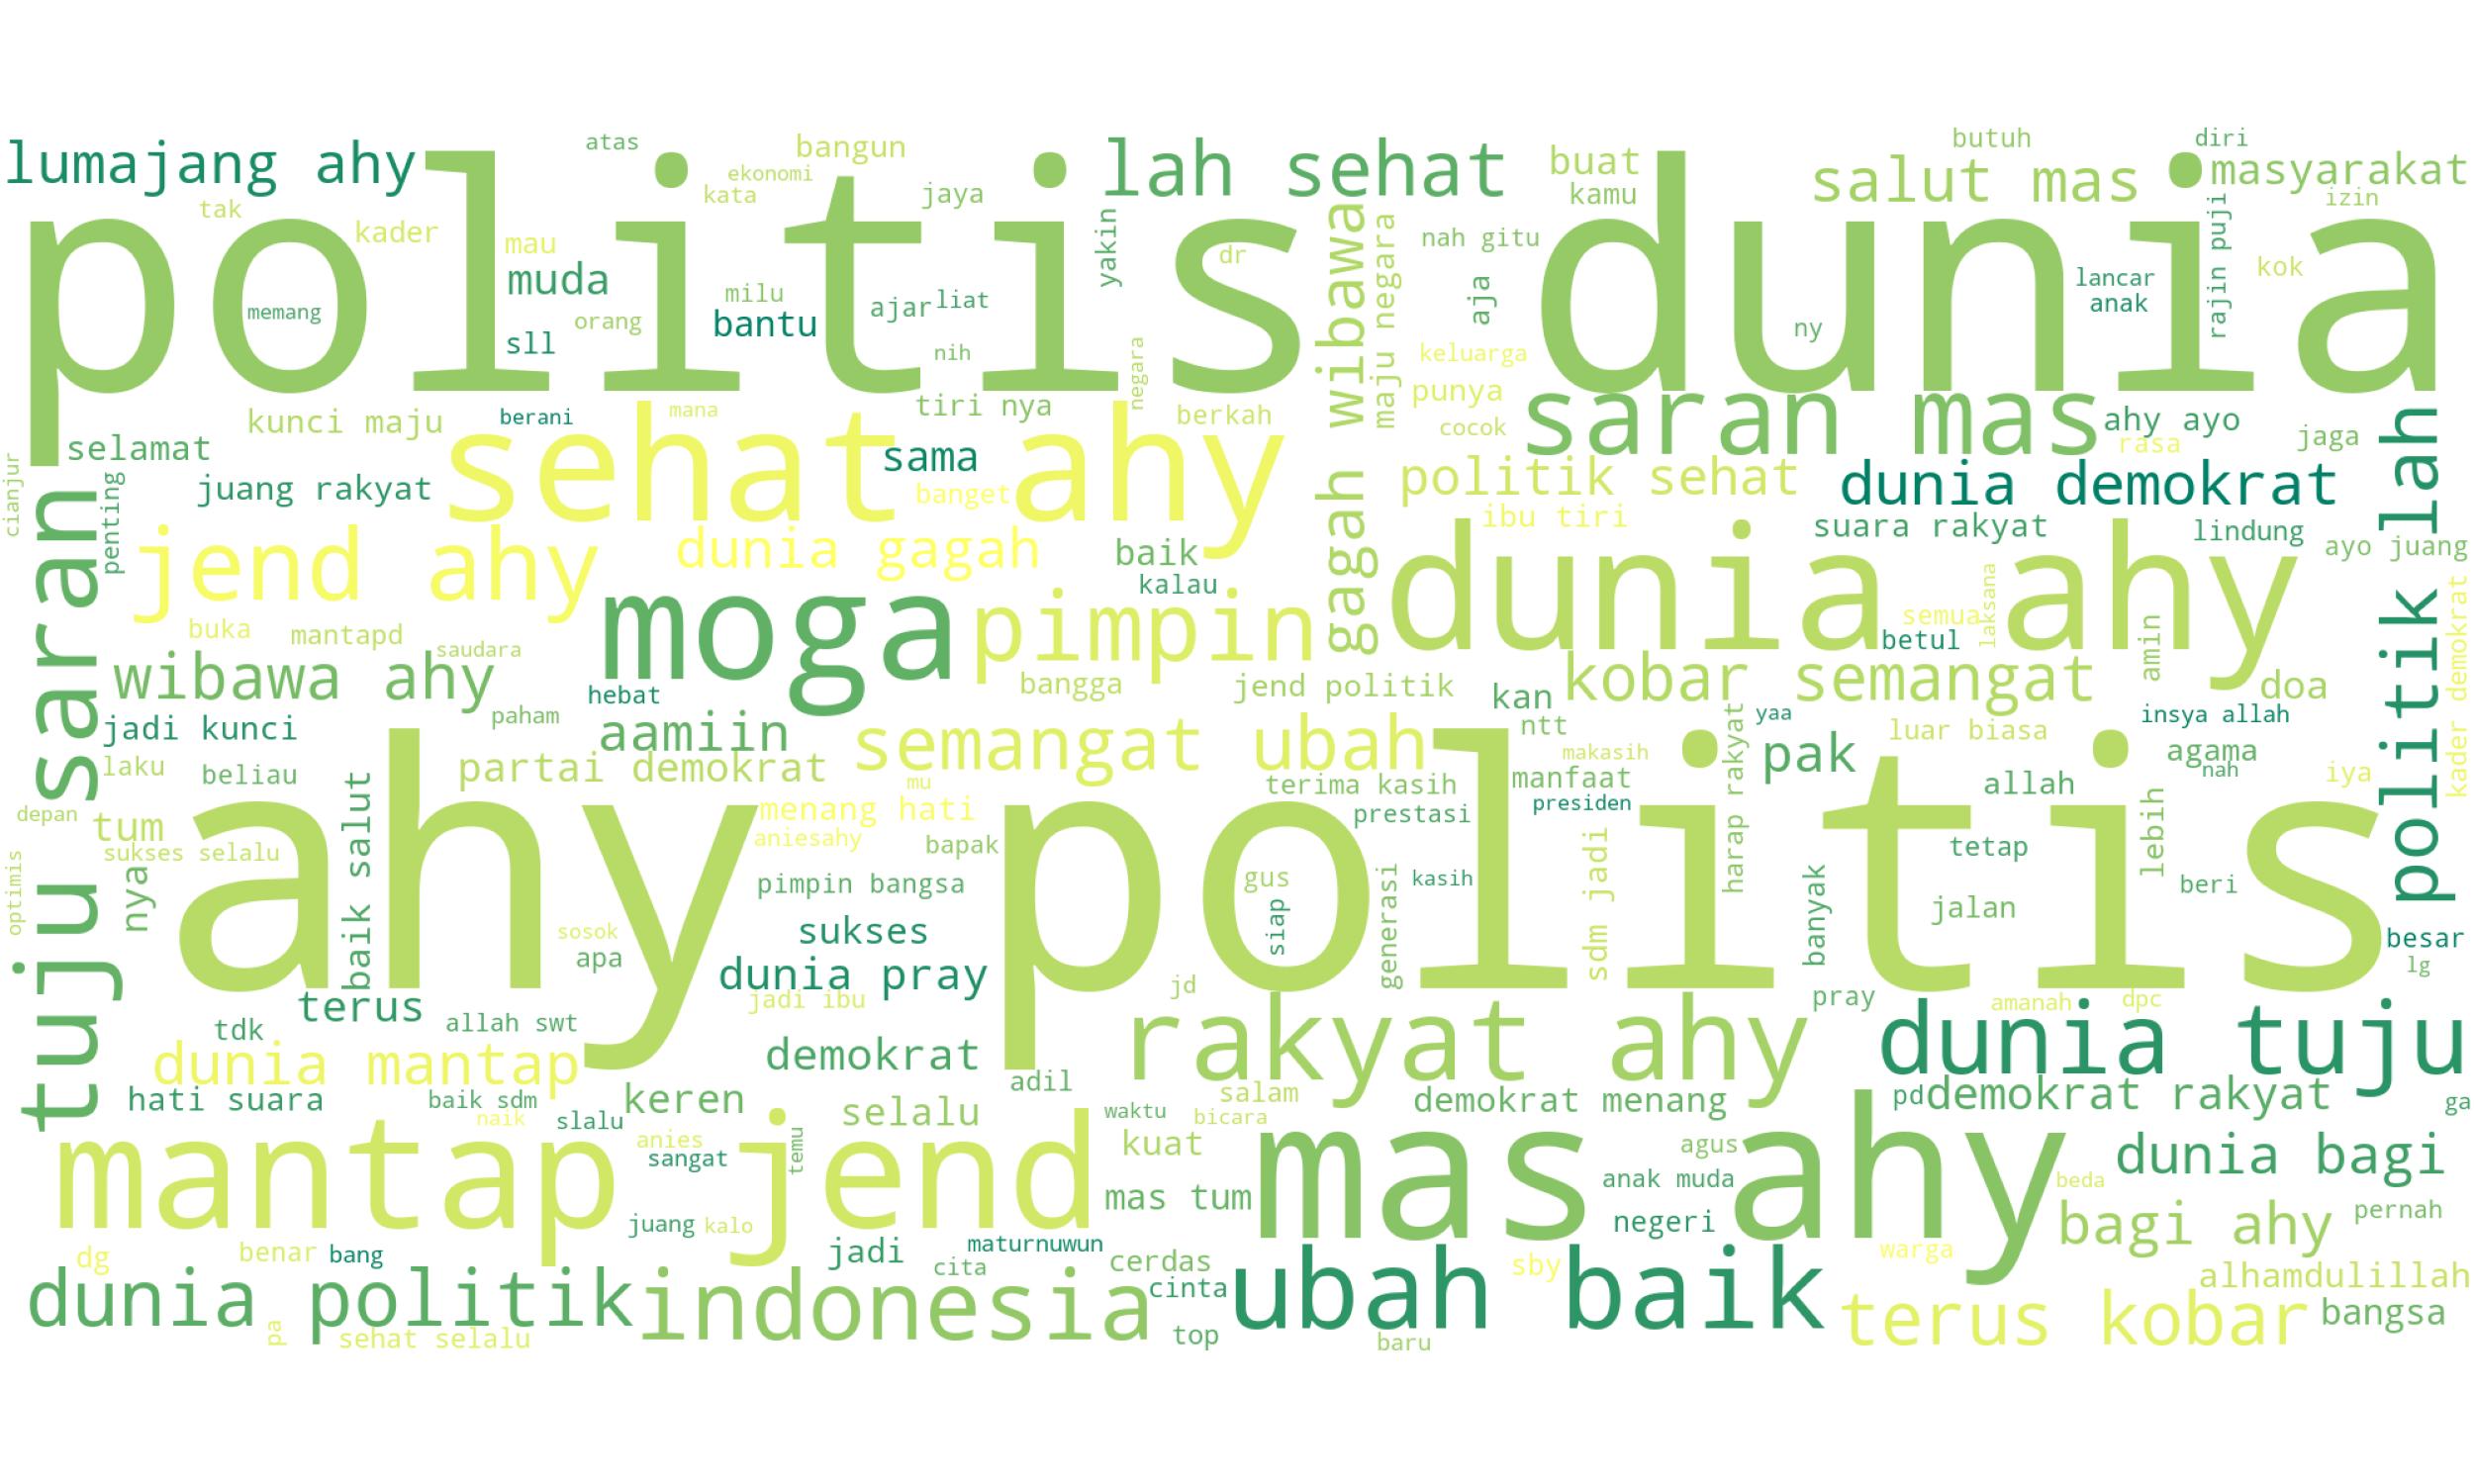 lumajang ahy
atas
bangun
lah sehat
buat
butuh
diri
salut mas
masyarakat
ekonomi
kata
jaya
kamu
izin
tak
politis dunia
kader
mau
muda
milu
ajar
liat
yakin
dr
gagah wibawa
maju negara
nah gitu
aja
ny
lancar
anak
rajin puji
kok
memang
sll
orang
bantu
nih
negara
keluarga
punya
cocok
kunci maju
berani
mana
tiri nya
berkah
saran mas
ahy ayo
rasa
jaga
selamat
cianjur
penting
sehat ahy
sama
banget
politik sehat
dunia demokrat
politik lah
juang rakyat
ibu tiri
suara rakyat
lindung
ayo juang
tuju saran
jend ahy
dunia gagah
baik
kalau
dunia ahy
semua
betul
laksana
amin
kader demokrat
buka
mantapd
saudara
moga
pimpin
wibawa ahy
hebat
bangga
jend politik
kan
kobar semangat
doa
jadi kunci
paham
aamiin
semangat ubah
ntt
makasih
harap rakyat
yaa
pak
luar biasa
insya allah
agama
nah
iya
laku
beliau
baik salut
partai demokrat
mu
terima kasih
manfaat
allah
depan
tum
menang hati
aniesahy
prestasi
presiden
lebih
sukses selalu
bapak
tetap
optimis
nya
ahy politis
pimpin bangsa
gus
siap
generasi
kasih
sdm jadi
banyak
jalan
beri
sosok
apa
sukses
besar
lg
dunia pray
jadi ibu
jd
pray
amanah
dpc
terus
tdk
allah swt
rakyat ahy
dunia tuju
dunia mantap
demokrat
adil
salam
hati suara
baik sdm
keren
selalu
waktu
bicara
demokrat menang
pd
demokrat rakyat
ga
naik
slalu
anies
sangat
temu
kuat
agus
mantap jend
mas ahy
dunia bagi
mas tum
anak muda
beda
juang
kalo
negeri
bagi ahy
pernah
dg
benar
bang
jadi
maturnuwun
cita
cerdas
cinta
sby
warga
alhamdulillah
dunia politik
indonesia
ubah baik
terus kobar
bangsa
pa
sehat selalu
top
baru